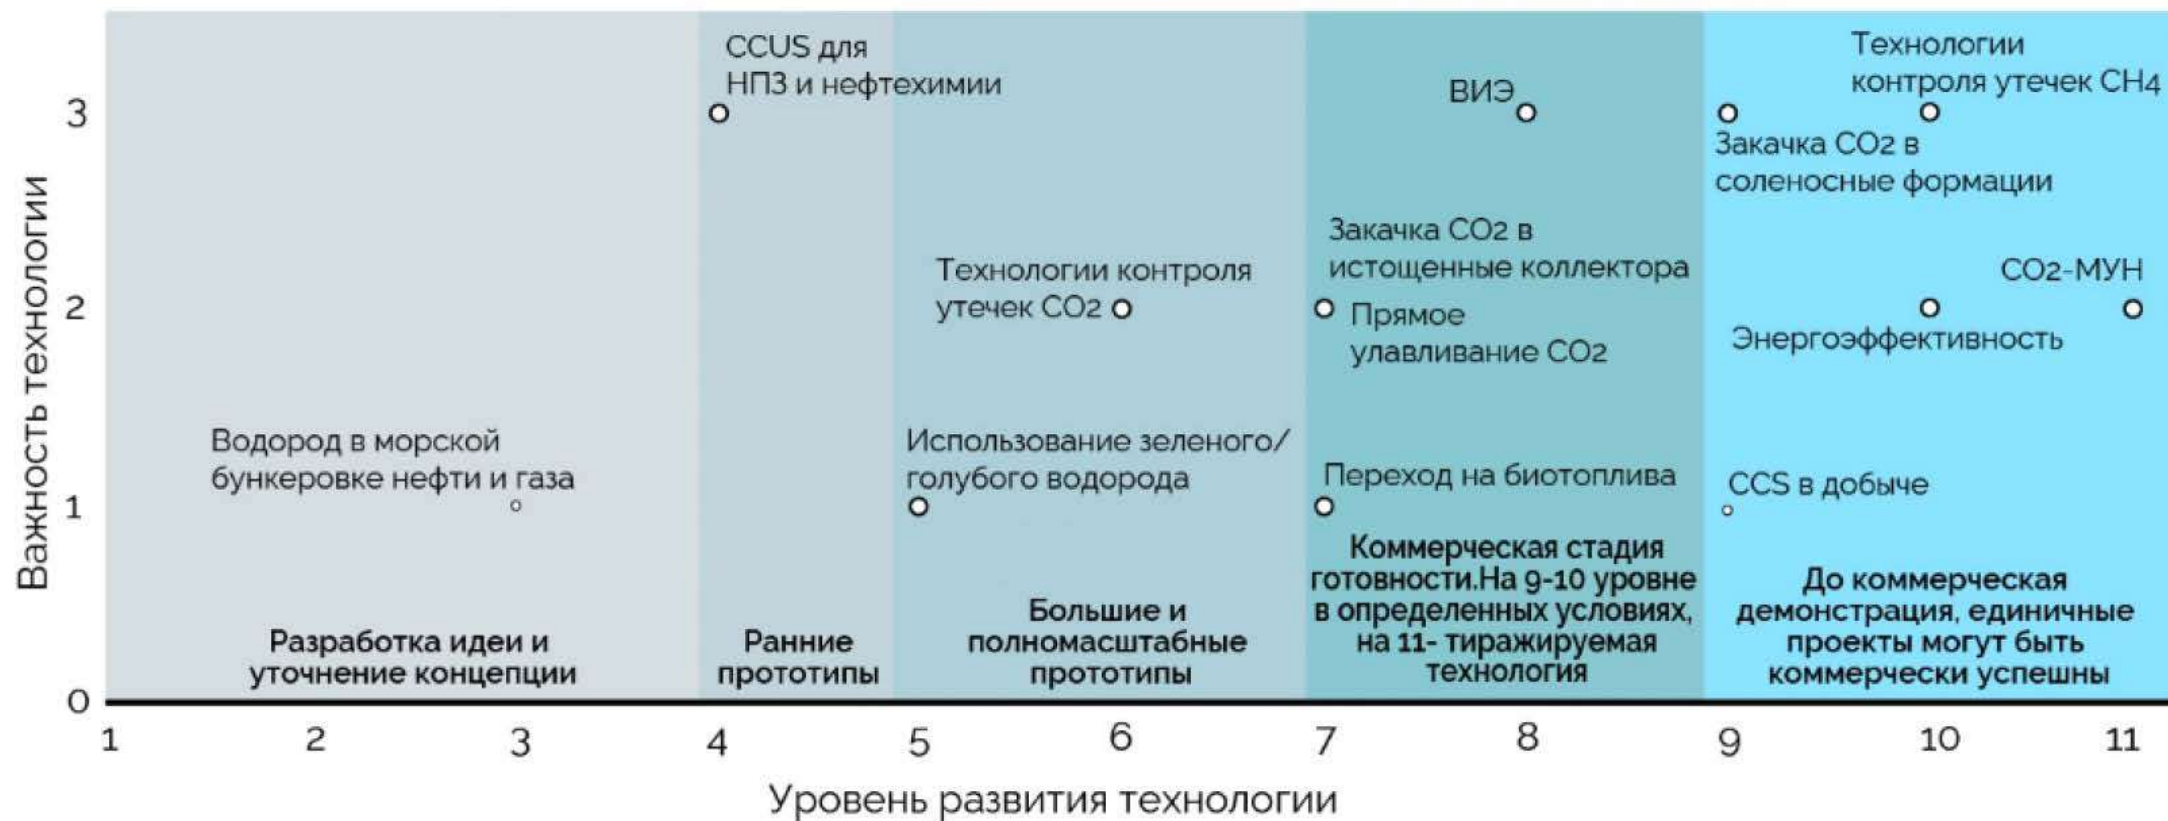 CCUS для
НПЗ и нефтехимии
ВИЭ
Технологии
контроля утечек CH4
3
Закачка CO2 в
соленосные формации
Закачка CO2 в
истощенные коллектора
Технологии контроля
утечек CO2
CO2-МУН
2
Прямое
улавливание CO2
Энергоэффективность
Водород в морской
бункеровке нефти и газа
Использование зеленого/
голубого водорода
Переход на биотоплива
CCS в добыче
1
Важность технологии
Разработка идеи и
уточнение концепции
Ранние
прототипы
Большие и
полномасштабные
прототипы
Коммерческая стадия
готовности.На 9-10 уровне
в определенных условиях,
на 11- тиражируемая
технология
До коммерческая
демонстрация, единичные
проекты могут быть
коммерчески успешны
0
1 2 3 4 5 6 7 8 9 10 11
Уровень развития технологии